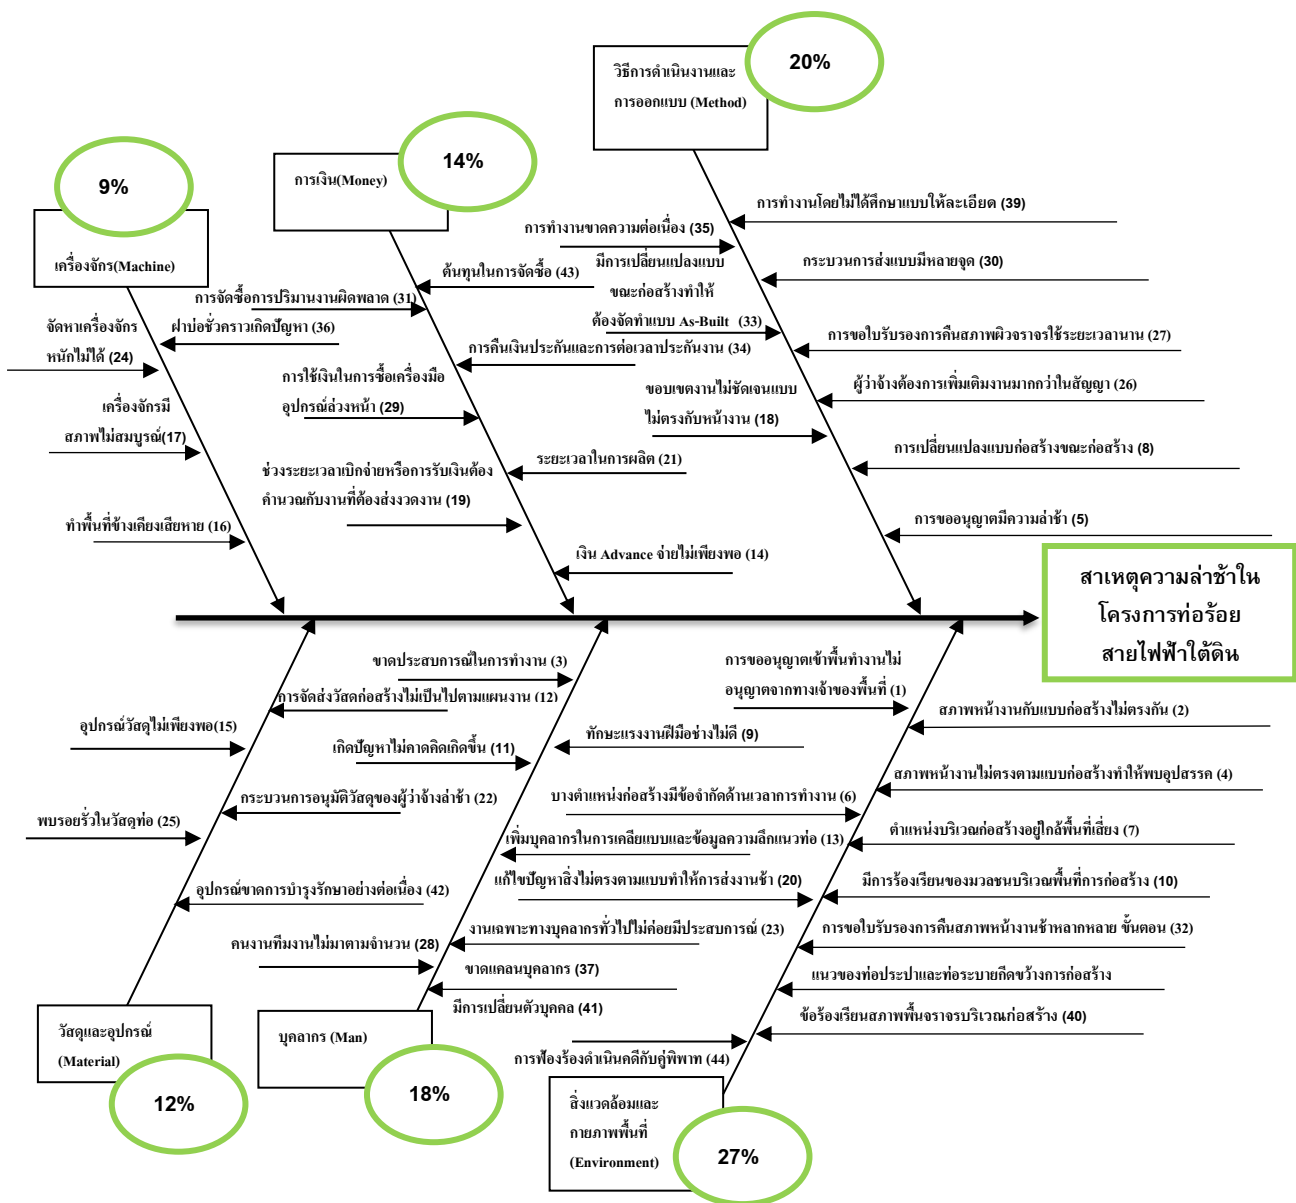 20%
วิธีการดำเนินงานและ
การออกแบบ (Method)
14%
การเงิน(Money)
9%
เครื่องจักร(Machine)
การทำงานโดยไม่ได้ศึกษาแบบให้ละเอียด (39)
การทำงานขาดความต่อเนื่อง (35)
กระบวนการส่งแบบมีหลายจุด (30)
มีการเปลี่ยนแปลงแบบ
ขณะก่อสร้างทำให้
ต้องจัดทำแบบ As-Built (33)
การขอใบรับรองการคืนสภาพผิวจราจรใช้ระยะเวลานาน (27)
ผู้ว่าจ้างต้องการเพิ่มเติมงานมากกว่าในสัญญา (26)
ขอบเขตงานไม่ชัดเจนแบบ
ไม่ตรงกับหน้างาน (18)
การเปลี่ยนแปลงแบบก่อสร้างขณะก่อสร้าง (8)
การขออนุญาตมีความล่าช้า (5)
ต้นทุนในการจัดซื้อ (43)
การจัดซื้อการปริมานงานผิดพลาด (31)
การคืนเงินประกันและการต่อเวลาประกันงาน (34)
การใช้เงินในการซื้อเครื่องมือ
อุปกรณ์ล่วงหน้า (29)
ระยะเวลาในการผลิต (21)
ช่วงระยะเวลาเบิกจ่ายหรือการรับเงินต้อง
คำนวณกับงานที่ต้องส่งงวดงาน (19)
เงิน Advance จ่ายไม่เพียงพอ (14)
ฝาบ่อชั่วคราวเกิดปัญหา (36)
จัดหาเครื่องจักร
หนักไม่ได้ (24)
เครื่องจักรมี
สภาพไม่สมบูรณ์(17)
ทำพื้นที่ข้างเคียงเสียหาย (16)
สาเหตุความล่าช้าใน
โครงการท่อร้อย
สายไฟฟ้าใต้ดิน
ขาดประสบการณ์ในการทำงาน (3)
การจัดส่งวัสดก่อสร้างไม่เป็นไปตามแผนงาน (12)
อุปกรณ์วัสดุไม่เพียงพอ(15)
เกิดปัญหาไม่คาดคิดเกิดขึ้น (11)
ทักษะแรงงานฝีมือช่างไม่ดี (9)
กระบวนการอนุมัติวัสดุของผู้ว่าจ้างล่าช้า (22)
พบรอยรั่วในวัสดุท่อ (25)
อุปกรณ์ขาดการบำรุงรักษาอย่างต่อเนื่อง (42)
เพิ่มบุคลากรในการเคลียแบบและข้อมูลความลึกแนวท่อ (13)
งานเฉพาะทางบุคลากรทั่วไปไม่ค่อยมีประสบการณ์ (23)
คนงานทีมงานไม่มาตามจำนวน (28)
ขาดแคลนบุคลากร (37)
มีการเปลี่ยนตัวบุคคล (41)
การขออนุญาตเข้าพื้นทำงานไม่
อนุญาตจากทางเจ้าของพื้นที่ (1)
สภาพหน้างานกับแบบก่อสร้างไม่ตรงกัน (2)
สภาพหน้างานไม่ตรงตามแบบก่อสร้างทำให้พบอุปสรรค (4)
บางตำแหน่งก่อสร้างมีข้อจำกัดด้านเวลาการทำงาน (6)
ตำแหน่งบริเวณก่อสร้างอยู่ใกล้พื้นที่เสี่ยง (7)
แก้ไขปัญหาสิ่งไม่ตรงตามแบบทำให้การส่งงานช้า (20)
มีการร้องเรียนของมวลชนบริเวณพื้นที่การก่อสร้าง (10)
การขอใบรับรองการคืนสภาพหน้างานช้าหลากหลาย ขั้นตอน (32)
แนวของท่อประปาและท่อระบายกีดขว้างการก่อสร้าง
ข้อร้องเรียนสภาพพื้นจราจรบริเวณก่อสร้าง (40)
การฟ้องร้องดำเนินคดีกับคู่พิพาท (44)
วัสดุและอุปกรณ์
(Material)
12%
บุคลากร (Man)
18%
สิ่งแวดล้อมและ
กายภาพพื้นที่
(Environment)
27%